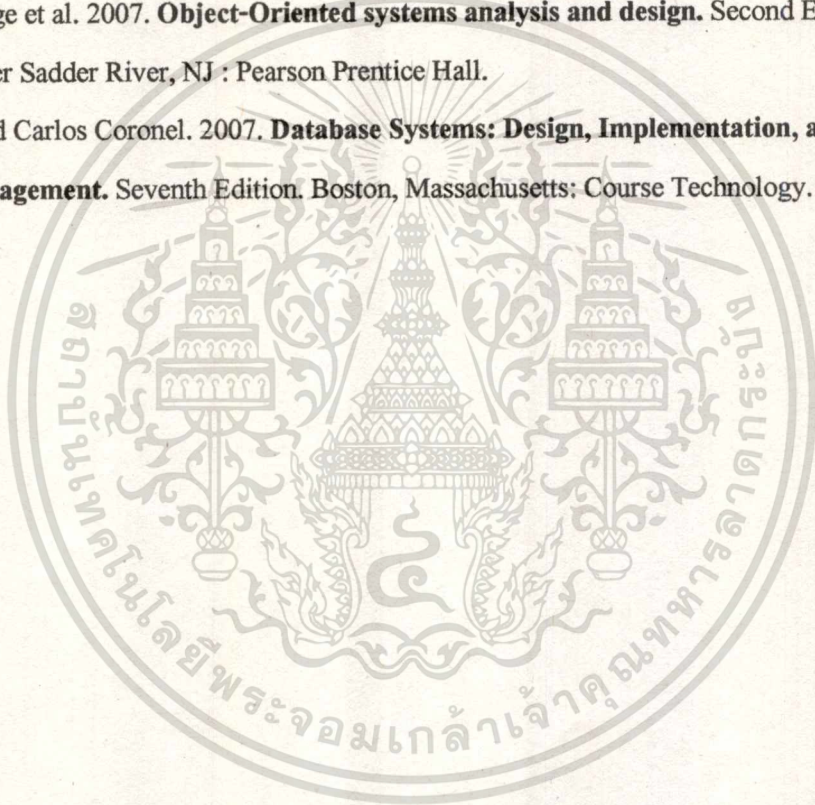 ge et al. 2007. Object-Oriented systems analysis and design. Second E
er Sadder River, NJ : Pearson Prentice Hall.
d Carlos Coronel. 2007. Database Systems: Design, Implementation, a
agement. Seventh Edition. Boston, Massachusetts: Course Technology.
สถาบันเทคโนโลยีพระจอมเกล้าเจ้าคุณทหารลาดกระบัง
๔